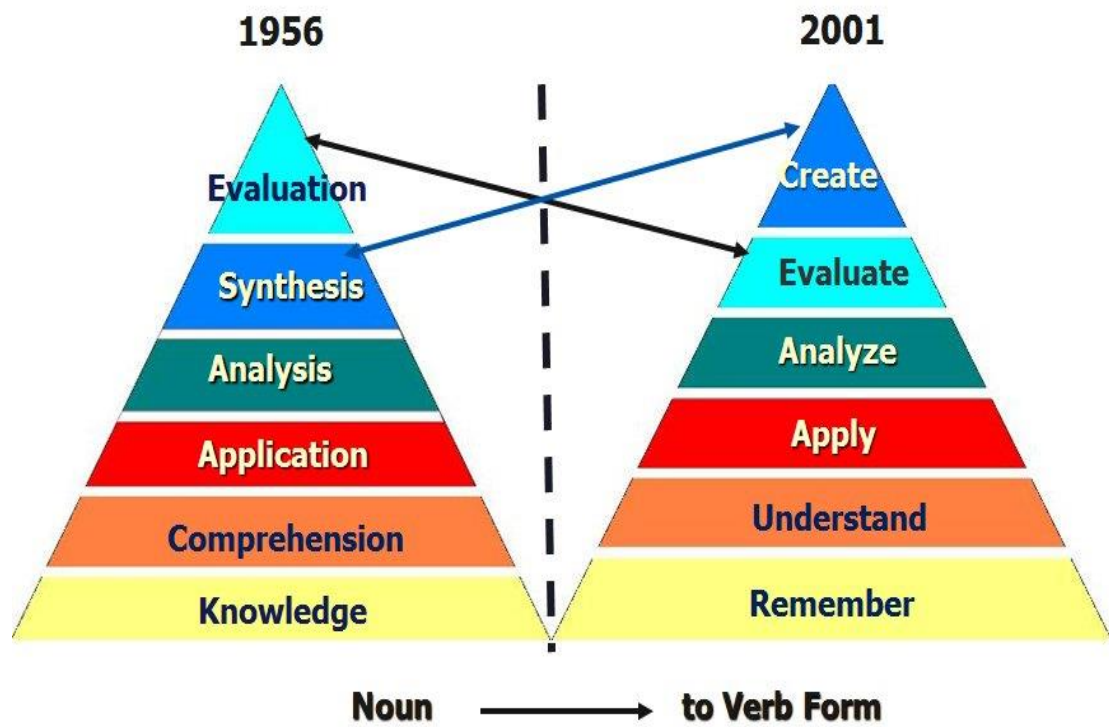 1956
2001
Evaluation
Synthesis
Analysis
Application
Comprehension
Knowledge
Create
Evaluate
Analyze
Apply
Understand
Remember
Noun to Verb Form